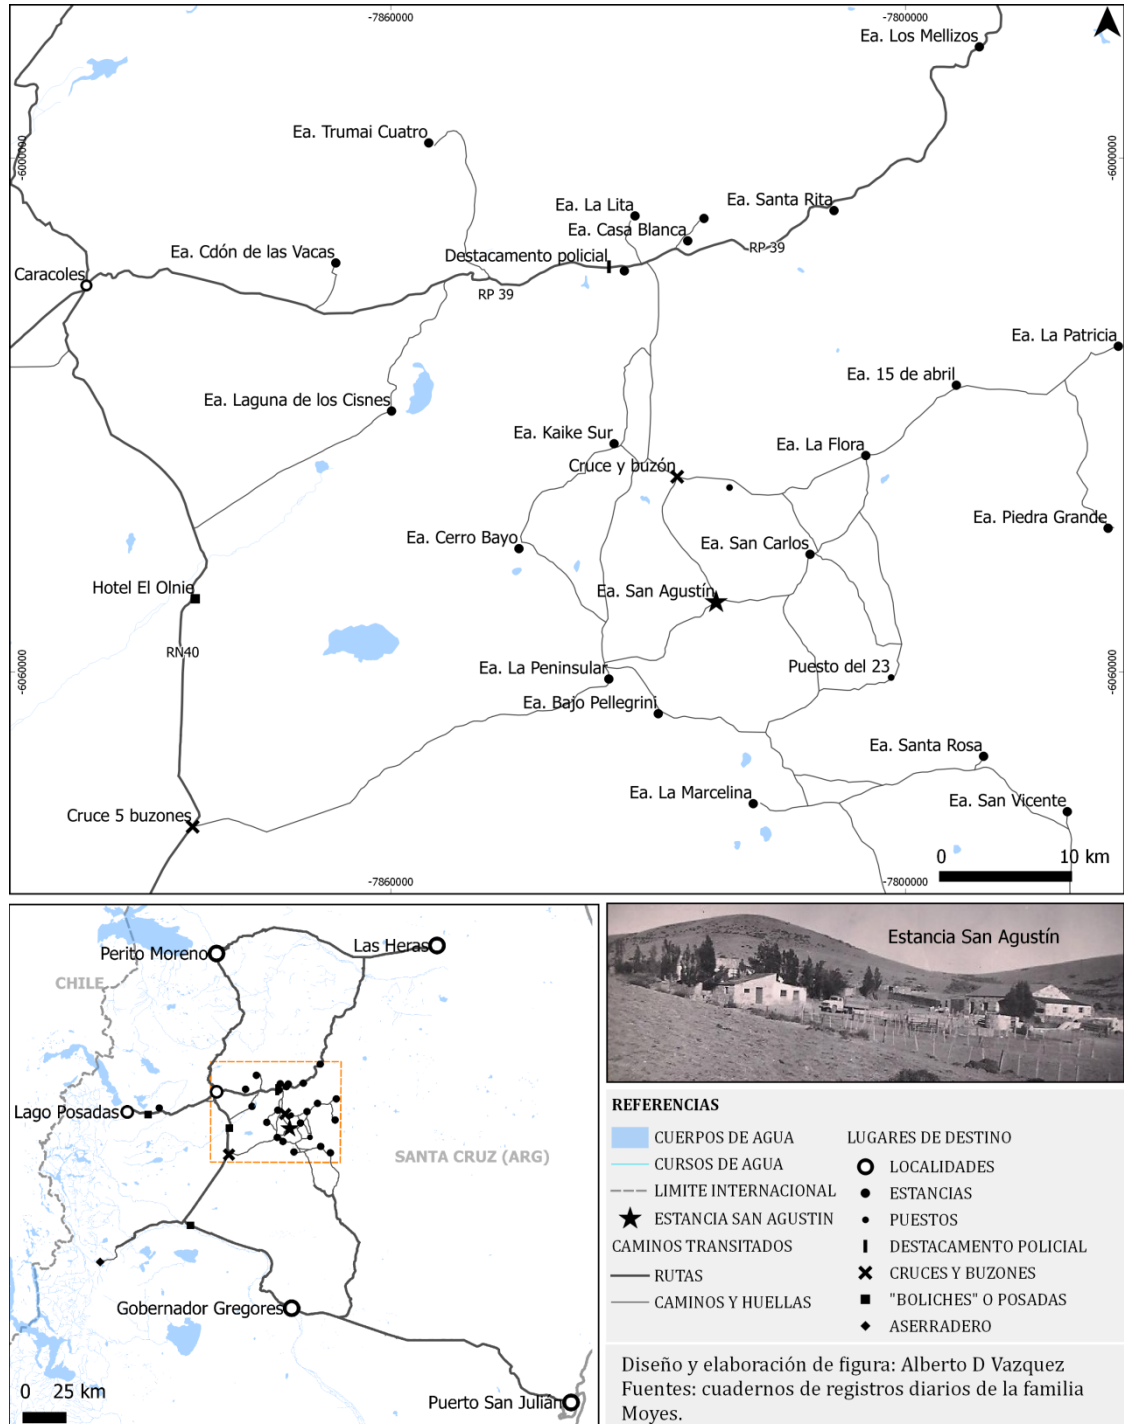 -7860000
-7800000
Ea. Los Mellizos
Ea. Trumai Cuatro
-6000000
-6000000
Ea. La Lita
Ea. Santa Rita
Ea. Casa Blanca
RP 39
Ea. Cdón de las Vacas
Destacamento policial
Caracoles
RP 39
Ea. La Patricia
Ea. 15 de abril
Ea. Laguna de los Cisnes
Ea. Kaike Sur
Ea. La Flora
Cruce y buzón
Ea. Piedra Grande
Ea. Cerro Bayo
Ea. San Carlos
Hotel El Olnie
Ea. San Agustín
RN40
-6060000
-6060000
Ea. La Peninsular
Puesto del 23
Ea. Bajo Pellegrini
Ea. Santa Rosa
Ea. La Marcelina
Ea. San Vicente
Cruce 5 buzones
0 10 km
-7860000
-7800000
Perito Moreno
Las Heras
CHILE
Lago Posadas
SANTA CRUZ (ARG)
Gobernador Gregores
0 25 km
Puerto San Julián
Estancia San Agustín
REFERENCIAS
CUERPOS DE AGUA
CURSOS DE AGUA
LIMITE INTERNACIONAL
ESTANCIA SAN AGUSTIN
CAMINOS TRANSITADOS
RUTAS
CAMINOS Y HUELLAS
LUGARES DE DESTINO
LOCALIDADES
ESTANCIAS
PUESTOS
DESTACAMENTO POLICIAL
CRUCES Y BUZONES
"BOLICHES" O POSADAS
ASERRADERO
Diseño y elaboración de figura: Alberto D Vazquez
Fuentes: cuadernos de registros diarios de la familia
Moyes.